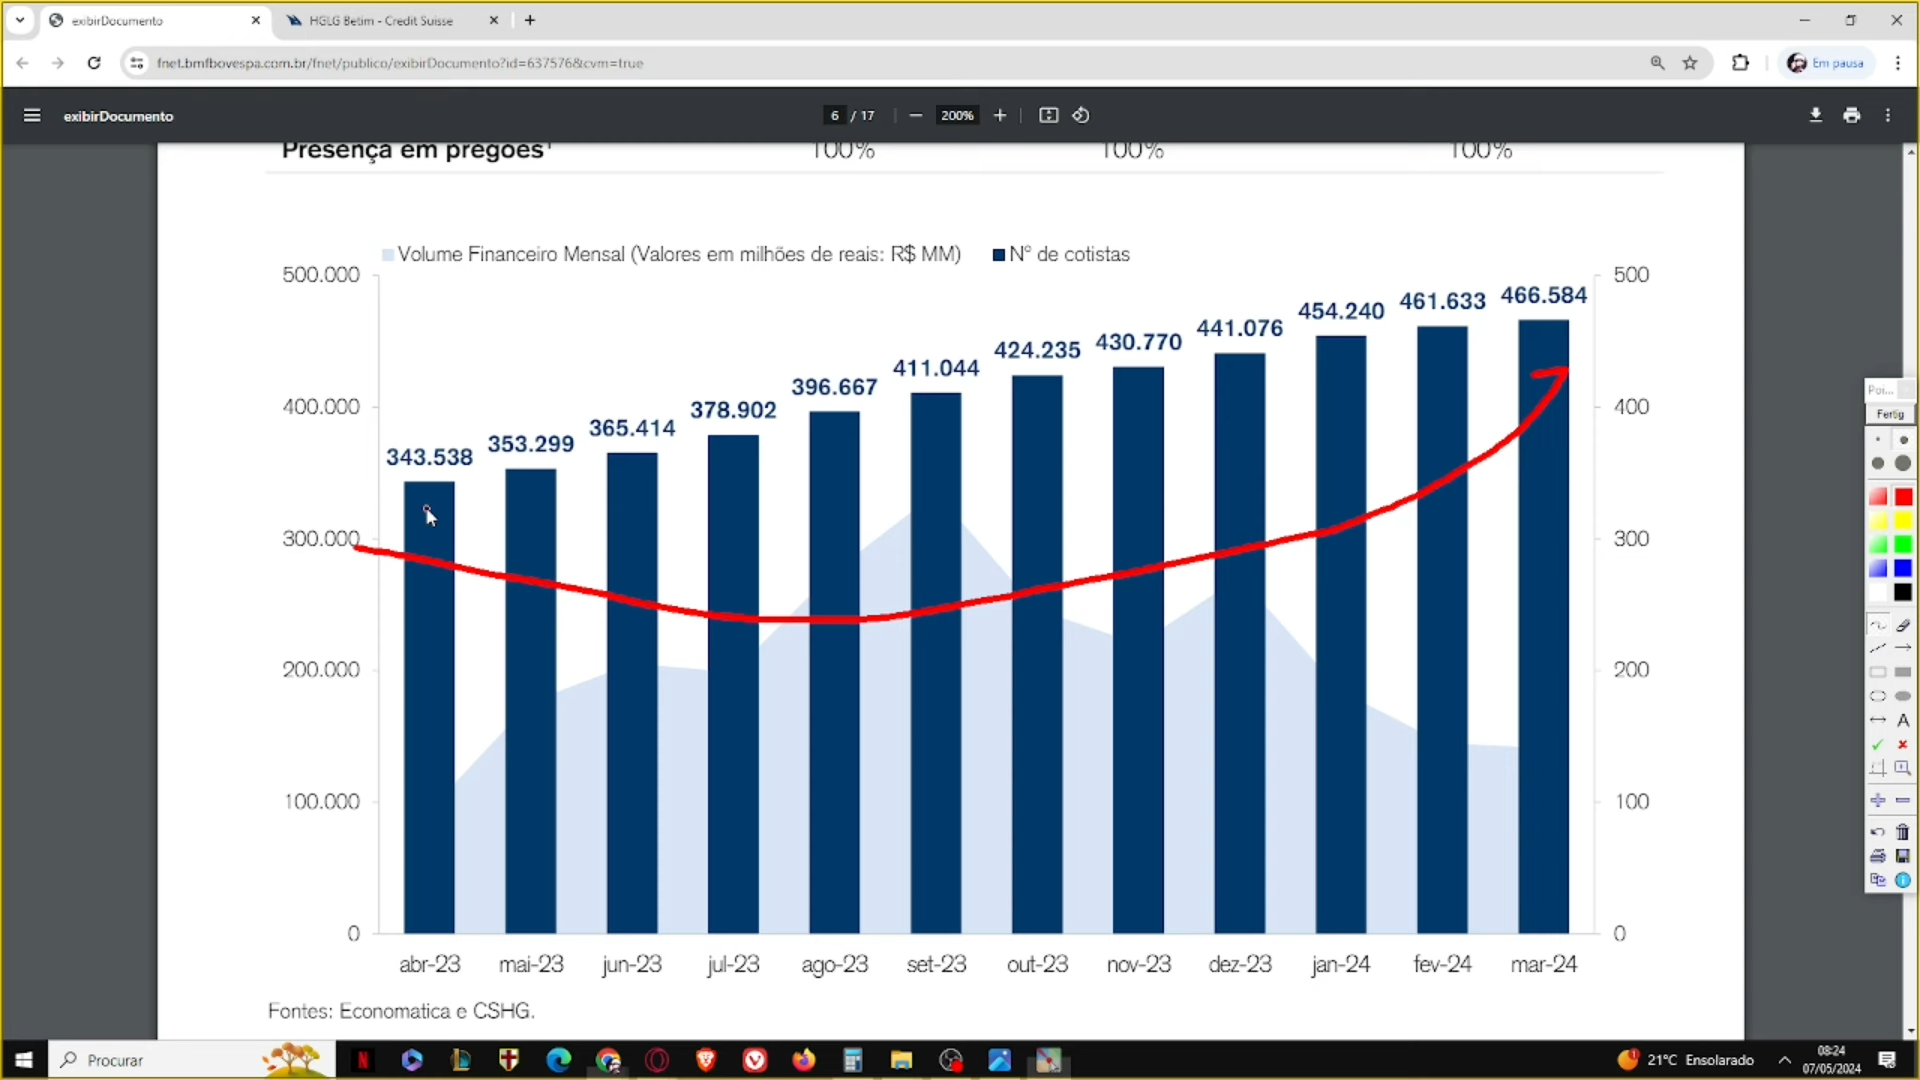 exibirDocumento
HGLG Betim - Credit Suisse
fnet.bmfbovespa.com.br/fnet/publico/exibirDocumento?id=637576&cvm=true
Em pausa
exibirDocumento
6 / 17
200%
Presença em pregões¹ 100% 100% 100%
Volume Financeiro Mensal (Valores em milhões de reais: R$ MM) N° de cotistas
500.000 500
400.000 400
300.000 300
200.000 200
100.000 100
0 0
343.538 353.299 365.414 378.902 396.667 411.044 424.235 430.770 441.076 454.240 461.633 466.584
abr-23 mai-23 jun-23 jul-23 ago-23 set-23 out-23 nov-23 dez-23 jan-24 fev-24 mar-24
Fontes: Economatica e CSHG.
Poi...
Fertig
A
Procurar
21°C Ensolarado
08:24
07/05/2024